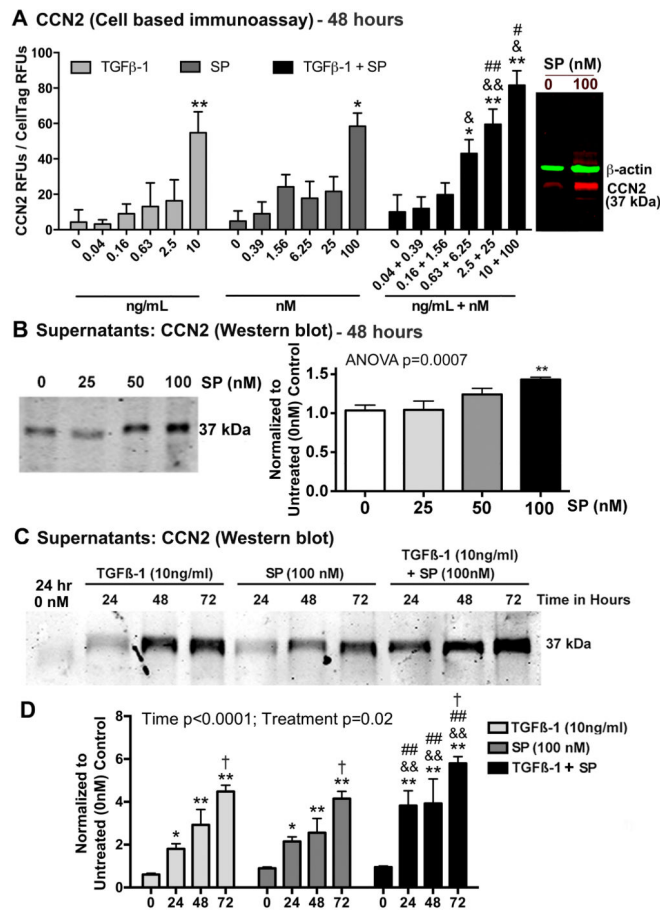 A CCN2 (Cell based immunoassay) - 48 hours
CCN2 RFUs / CellTag RFUs
100
80
60
40
20
0
TGFβ-1
SP
TGFβ-1 + SP
**
*
&
*
##
&&
**
#
&
**
0
0.04
0.16
0.63
2.5
10
ng/mL
0
0.39
1.56
6.25
25
100
nM
0
0.04 + 0.39
0.16 + 1.56
0.63 + 6.25
2.5 + 25
10 + 100
ng/mL + nM
SP (nM)
0 100
β-actin
CCN2
(37 kDa)
B Supernatants: CCN2 (Western blot) - 48 hours
0 25 50 100 SP (nM)
37 kDa
Normalized to
Untreated (0nM) Control
ANOVA p=0.0007
1.5
1.0
0.5
0.0
**
0 25 50 100 SP (nM)
C Supernatants: CCN2 (Western blot)
24 hr
0 nM
TGFß-1 (10ng/ml)
SP (100 nM)
TGFß-1 (10ng/ml)
+ SP (100nM)
24 48 72 24 48 72 24 48 72 Time in Hours
37 kDa
D
Normalized to
Untreated (0nM) Control
Time p<0.0001; Treatment p=0.02
8
6
4
2
0
*
**
†
**
*
**
†
**
##
&&
**
##
&&
**
†
##
&&
**
TGFß-1 (10ng/ml)
SP (100 nM)
TGFß-1 + SP
0 24 48 72 0 24 48 72 0 24 48 72